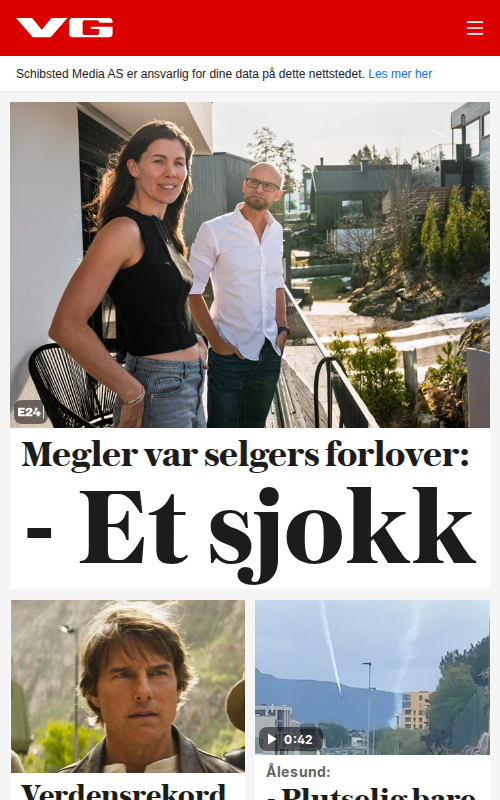 VG
Schibsted Media AS er ansvarlig for dine data på dette nettstedet. Les mer her
E24
Megler var selgers forlover:
- Et sjokk
0:42
Ålesund:
Verdensrekord
- Plutselig bare